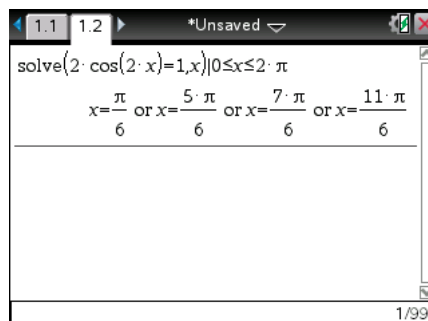 1.1 1.2 *Unsaved
solve(2· cos(2· x)=1,x)|0≤x≤2· π
x=π/6 or x=5· π/6 or x=7· π/6 or x=11· π/6
1/99